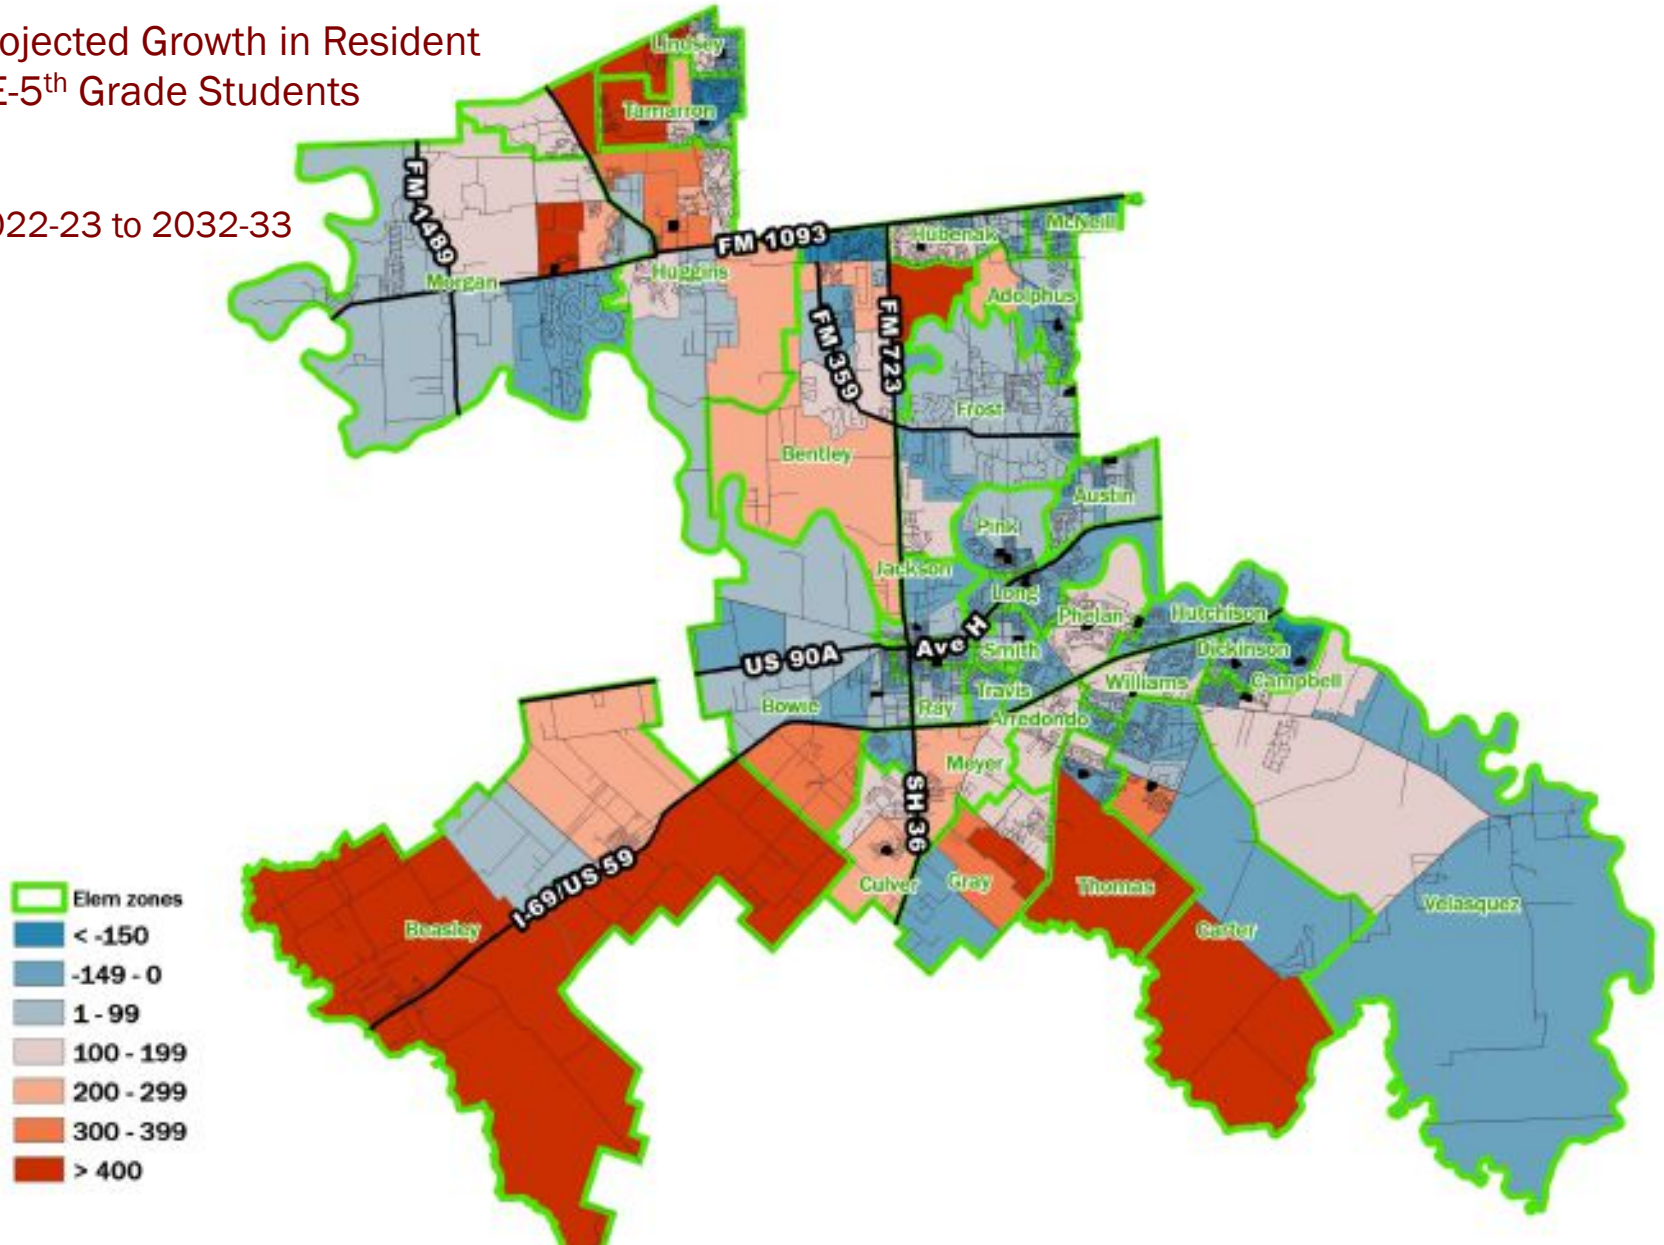 ojected Growth in Resident
E-5th Grade Students
022-23 to 2032-33
Lindsey
Tamarron
FM 1489
McNeill
Hubenak
FM 1093
Huggins
Morgan
Adolphus
FM 359
FM 723
Frost
Bentley
Austin
Pink
Jackson
Long
Phelan
Hutchison
Ave H
Smith
Dickinson
US 90A
Travis
Williams
Campbell
Bowie
Ray
Arredondo
Meyer
SH 36
I-69/US 59
Culver
Gray
Thomas
Velasquez
Beasley
Carter
Elem zones
< -150
-149 - 0
1 - 99
100 - 199
200 - 299
300 - 399
> 400